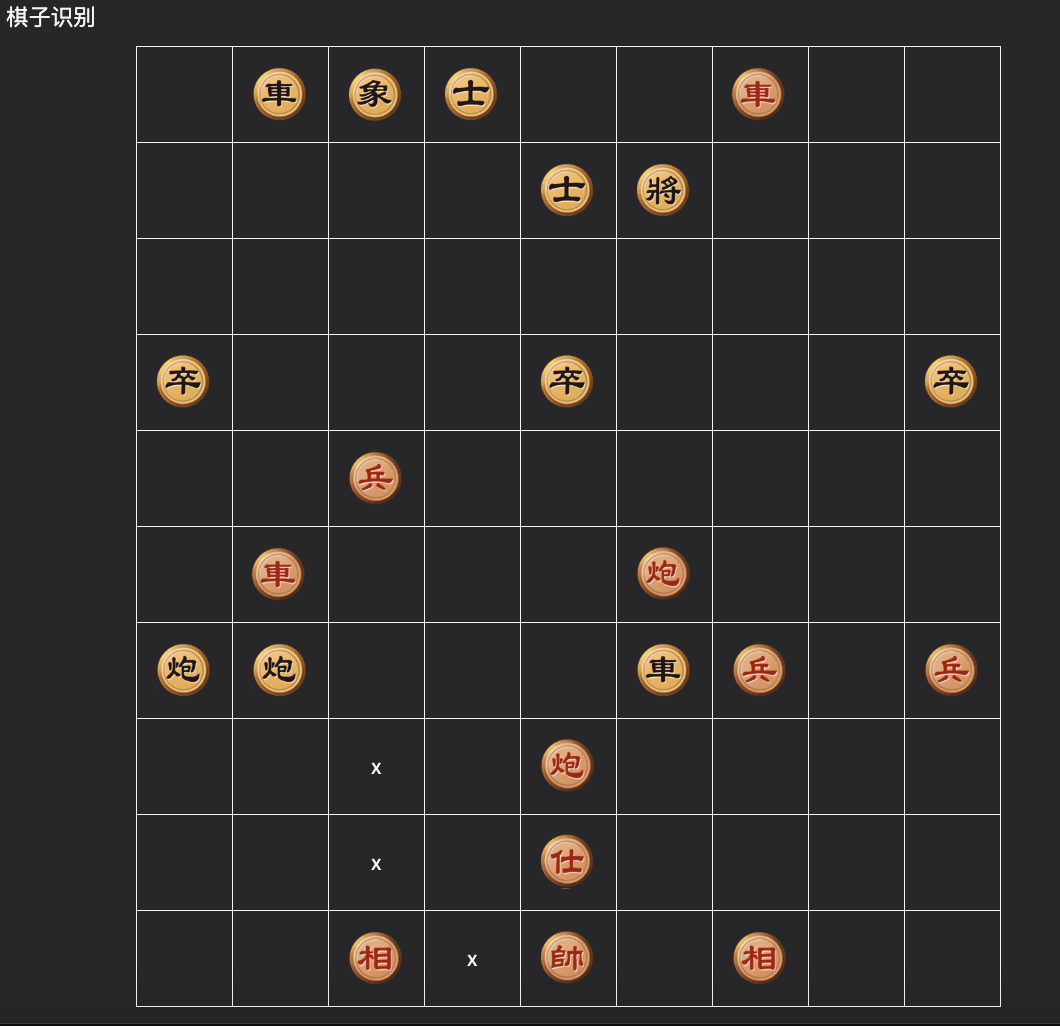 棋子识别
車 象 士 車
士 將
卒 卒 卒
兵
車 炮
炮 炮 車 兵 兵
x 炮
x 仕
相 x 帥 相